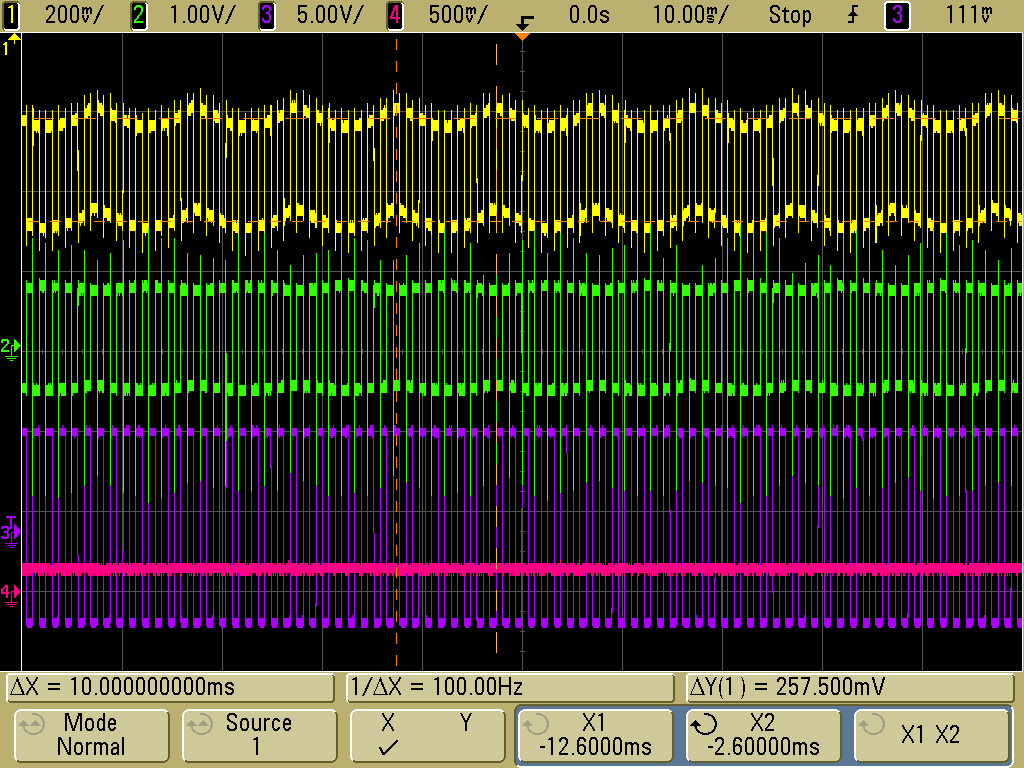 1 200mV/ 2 1.00V/ 3 5.00V/ 4 500mV/ 0.0s 10.00ms/ Stop 3 111mV
1
2
T
3
4
ΔX = 10.000000000ms 1/ΔX = 100.00Hz ΔY(1) = 257.500mV
Mode Source X Y X1 X2 X1 X2
Normal 1 ✓ -12.6000ms -2.60000ms